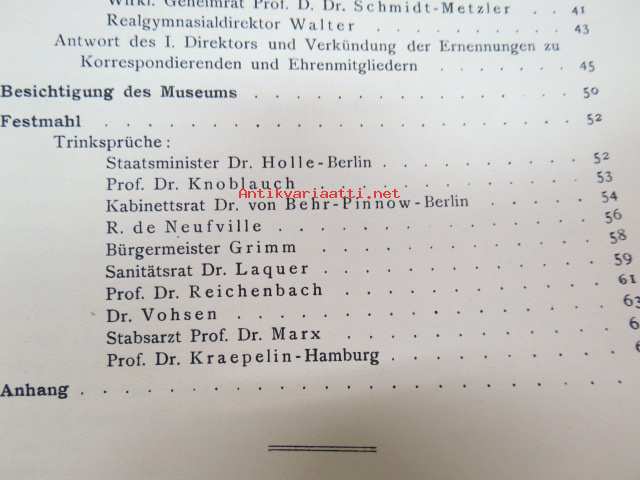 Wirkl. Geheimrat Prof. D. Dr. Schmidt-Metzler . . 41
Realgymnasialdirektor Walter . . . . . . . 43
Antwort des I. Direktors und Verkündung der Ernennungen zu
Korrespondierenden und Ehrenmitgliedern . . . . . . 45
Besichtigung des Museums . . . . . . . . . . . . 50
Festmahl . . . . . . . . . . . . . . . . . 52
Trinksprüche:
Staatsminister Dr. Holle-Berlin . . . . . . . . 52
Prof. Dr. Knoblauch . . . . . . . . . . . 53
Antikvariaatti.net
Kabinettsrat Dr. von Behr-Pinnow-Berlin . . . . . 54
R. de Neufville . . . . . . . . . . . . 56
Bürgermeister Grimm . . . . . . . . . . . 58
Sanitätsrat Dr. Laquer . . . . . . . . . . 59
Prof. Dr. Reichenbach . . . . . . . . . . 61
Dr. Vohsen . . . . . . . . . . . . . 63
Stabsarzt Prof. Dr. Marx . . . . . . . . . 6
Prof. Dr. Kraepelin-Hamburg . . . . . . . .
Anhang . . . . . . . . . . . . . . . . .